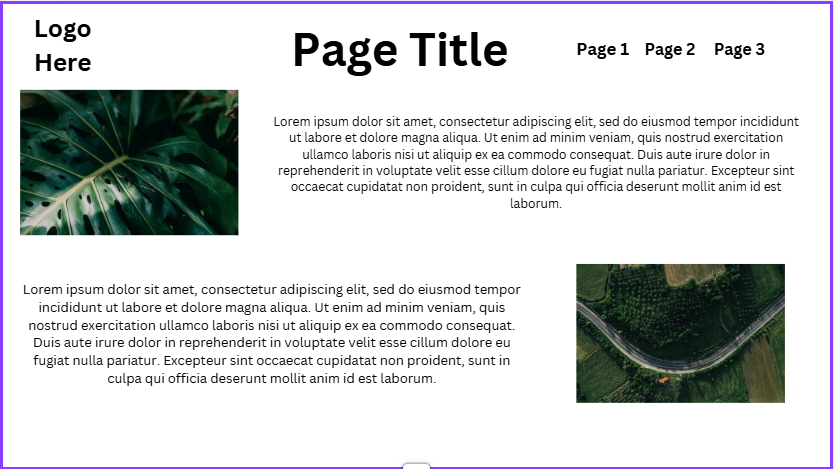 Logo
Here
Page Title
Page 1 Page 2 Page 3
Lorem ipsum dolor sit amet, consectetur adipiscing elit, sed do eiusmod tempor incididunt
ut labore et dolore magna aliqua. Ut enim ad minim veniam, quis nostrud exercitation
ullamco laboris nisi ut aliquip ex ea commodo consequat. Duis aute irure dolor in
reprehenderit in voluptate velit esse cillum dolore eu fugiat nulla pariatur. Excepteur sint
occaecat cupidatat non proident, sunt in culpa qui officia deserunt mollit anim id est
laborum.
Lorem ipsum dolor sit amet, consectetur adipiscing elit, sed do eiusmod tempor
incididunt ut labore et dolore magna aliqua. Ut enim ad minim veniam, quis
nostrud exercitation ullamco laboris nisi ut aliquip ex ea commodo consequat.
Duis aute irure dolor in reprehenderit in voluptate velit esse cillum dolore eu
fugiat nulla pariatur. Excepteur sint occaecat cupidatat non proident, sunt in
culpa qui officia deserunt mollit anim id est laborum.